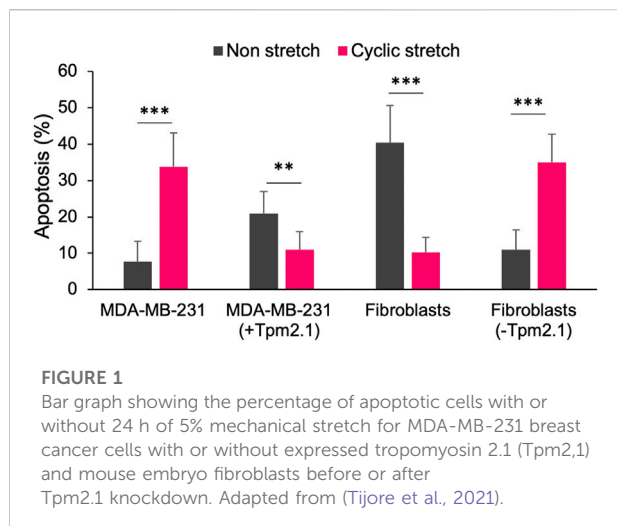 Non stretch Cyclic stretch
60
50
40
30
20
10
0
Apoptosis (%)
*** ** *** ***
MDA-MB-231 MDA-MB-231 Fibroblasts Fibroblasts
(+Tpm2.1) (-Tpm2.1)
FIGURE 1
Bar graph showing the percentage of apoptotic cells with or
without 24 h of 5% mechanical stretch for MDA-MB-231 breast
cancer cells with or without expressed tropomyosin 2.1 (Tpm2,1)
and mouse embryo fibroblasts before or after
Tpm2.1 knockdown. Adapted from (Tijore et al., 2021).